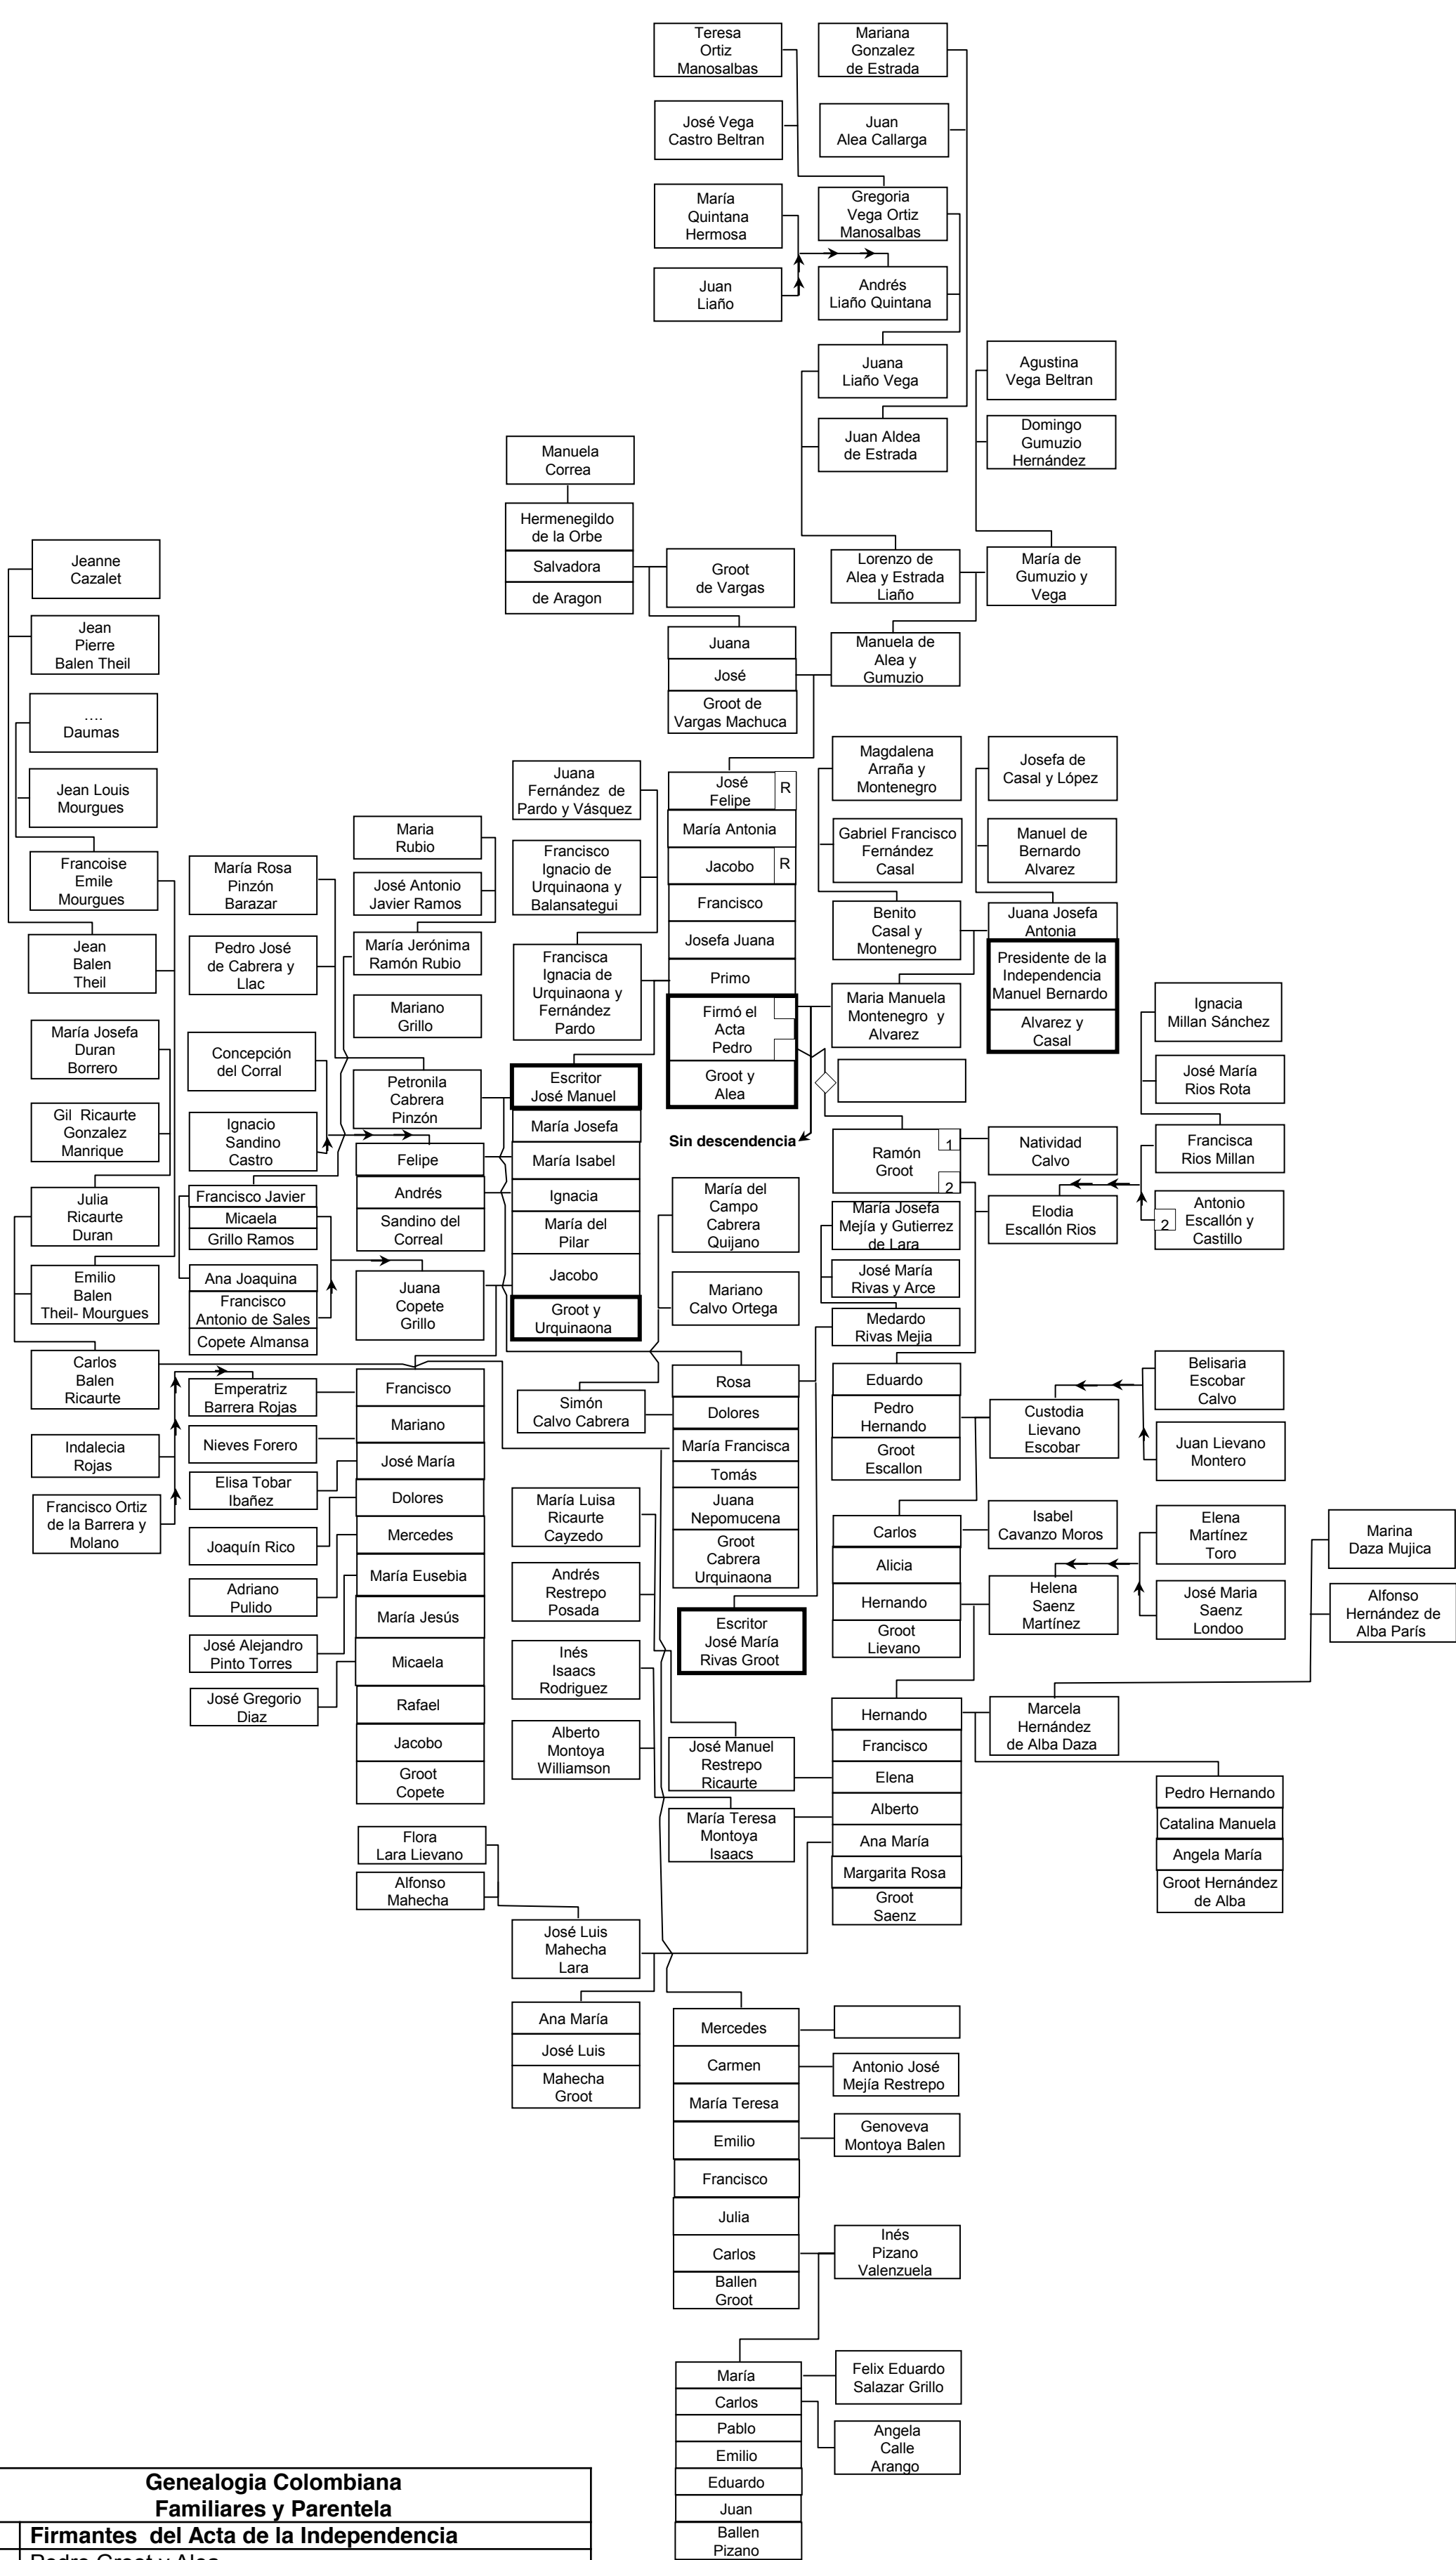 Teresa
Ortiz
Manosalbas
Mariana
Gonzalez
de Estrada
José Vega
Castro Beltran
Juan
Alea Callarga
María
Quintana
Hermosa
Gregoria
Vega Ortiz
Manosalbas
Juan
Liaño
Andrés
Liaño Quintana
Juana
Liaño Vega
Agustina
Vega Beltran
Juan Aldea
de Estrada
Domingo
Gumuzio
Hernández
Manuela
Correa
Hermenegildo
de la Orbe
Salvadora
de Aragon
Groot
de Vargas
Lorenzo de
Alea y Estrada
Liaño
María de
Gumuzio y
Vega
Jeanne
Cazalet
Jean
Pierre
Balen Theil
Juana
José
Groot de
Vargas Machuca
Manuela de
Alea y
Gumuzio
....
Daumas
Jean Louis
Mourgues
Juana
Fernández de
Pardo y Vásquez
José
Felipe
R
María Antonia
Jacobo
R
Francisco
Josefa Juana
Primo
Firmó el
Acta
Pedro
Groot y
Alea
Magdalena
Arraña y
Montenegro
Josefa de
Casal y López
Gabriel Francisco
Fernández
Casal
Manuel de
Bernardo
Alvarez
Maria
Rubio
José Antonio
Javier Ramos
Francisco
Ignacio de
Urquinaona y
Balansategui
Francoise
Emile
Mourgues
María Rosa
Pinzón
Barazar
Benito
Casal y
Montenegro
Juana Josefa
Antonia
Presidente de la
Independencia
Manuel Bernardo
Alvarez y
Casal
Jean
Balen
Theil
Pedro José
de Cabrera y
Llac
María Jerónima
Ramón Rubio
Francisca
Ignacia de
Urquinaona y
Fernández
Pardo
Maria Manuela
Montenegro y
Alvarez
Ignacia
Millan Sánchez
Mariano
Grillo
María Josefa
Duran
Borrero
Concepción
del Corral
Petronila
Cabrera
Pinzón
Escritor
José Manuel
María Josefa
María Isabel
Ignacia
María del
Pilar
Jacobo
Groot y
Urquinaona
José María
Rios Rota
Gil Ricaurte
Gonzalez
Manrique
Ignacio
Sandino
Castro
Felipe
Andrés
Sandino del
Correal
Sin descendencia
Ramón
Groot
1
2
Natividad
Calvo
Francisca
Rios Millan
Julia
Ricaurte
Duran
Francisco Javier
Micaela
Grillo Ramos
María del
Campo
Cabrera
Quijano
María Josefa
Mejía y Gutierrez
de Lara
Elodia
Escallón Rios
2
Antonio
Escallón y
Castillo
Emilio
Balen
Theil- Mourgues
Ana Joaquina
Francisco
Antonio de Sales
Copete Almansa
Juana
Copete
Grillo
Mariano
Calvo Ortega
José María
Rivas y Arce
Medardo
Rivas Mejia
Carlos
Balen
Ricaurte
Emperatriz
Barrera Rojas
Francisco
Mariano
José María
Dolores
Mercedes
María Eusebia
María Jesús
Micaela
Rafael
Jacobo
Groot
Copete
Simón
Calvo Cabrera
Rosa
Dolores
María Francisca
Tomás
Juana
Nepomucena
Groot
Cabrera
Urquinaona
Eduardo
Pedro
Hernando
Groot
Escallon
Custodia
Lievano
Escobar
Belisaria
Escobar
Calvo
Juan Lievano
Montero
Indalecia
Rojas
Nieves Forero
Francisco Ortiz
de la Barrera y
Molano
Elisa Tobar
Ibañez
Joaquín Rico
Adriano
Pulido
José Alejandro
Pinto Torres
José Gregorio
Diaz
María Luisa
Ricaurte
Cayzedo
Andrés
Restrepo
Posada
Carlos
Alicia
Hernando
Groot
Lievano
Isabel
Cavanzo Moros
Elena
Martínez
Toro
Marina
Daza Mujica
Helena
Saenz
Martínez
José Maria
Saenz
Londoo
Alfonso
Hernández de
Alba París
Escritor
José María
Rivas Groot
Inés
Isaacs
Rodriguez
Alberto
Montoya
Williamson
José Manuel
Restrepo
Ricaurte
María Teresa
Montoya
Isaacs
Hernando
Francisco
Elena
Alberto
Ana María
Margarita Rosa
Groot
Saenz
Marcela
Hernández
de Alba Daza
Pedro Hernando
Catalina Manuela
Angela María
Groot Hernández
de Alba
Flora
Lara Lievano
Alfonso
Mahecha
José Luis
Mahecha
Lara
Ana María
José Luis
Mahecha
Groot
Mercedes
Carmen
María Teresa
Emilio
Francisco
Julia
Carlos
Ballen
Groot
Antonio José
Mejía Restrepo
Genoveva
Montoya Balen
Inés
Pizano
Valenzuela
María
Carlos
Pablo
Emilio
Eduardo
Juan
Ballen
Pizano
Felix Eduardo
Salazar Grillo
Angela
Calle
Arango
Genealogia Colombiana
Familiares y Parentela
Firmantes del Acta de la Independencia
Pedro Groot y Alea